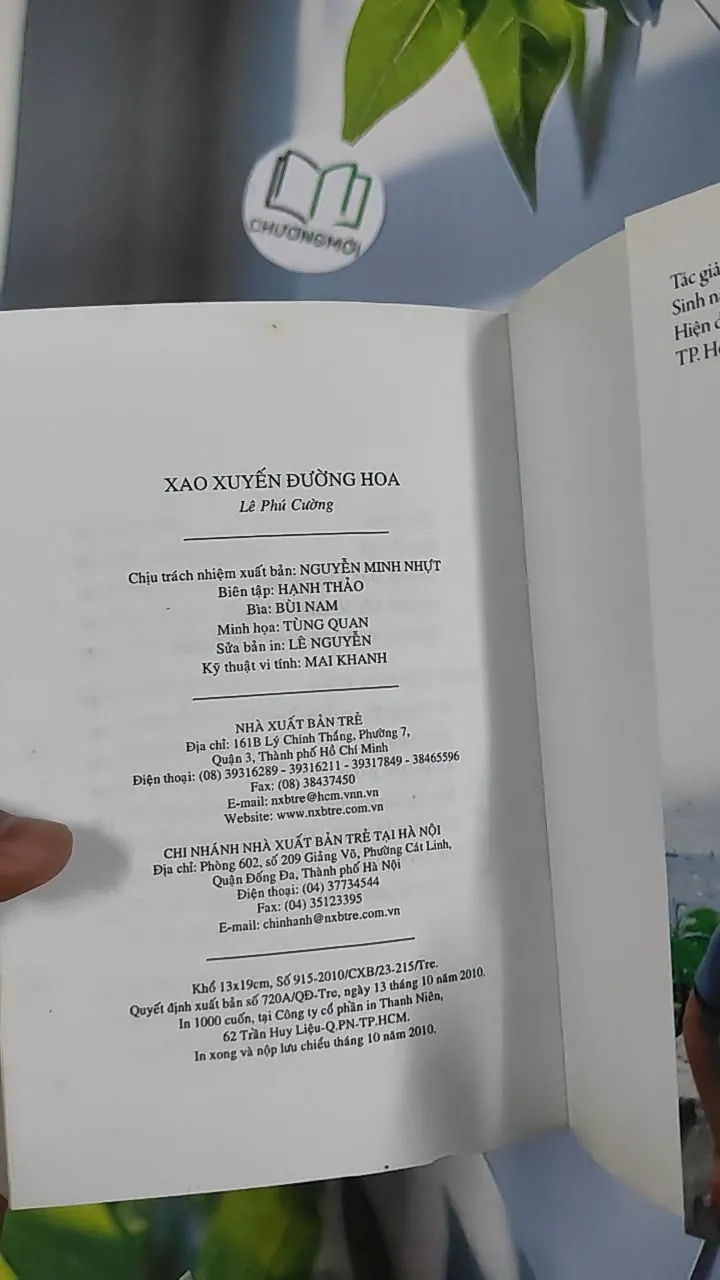 CHƯƠNGMỚI
XAO XUYẾN ĐƯỜNG HOA
Lê Phú Cường
Chịu trách nhiệm xuất bản: NGUYỄN MINH NHỰT
Biên tập: HẠNH THẢO
Bìa: BÙI NAM
Minh họa: TÙNG QUAN
Sửa bản in: LÊ NGUYỄN
Kỹ thuật vi tính: MAI KHANH
NHÀ XUẤT BẢN TRẺ
Địa chỉ: 161B Lý Chính Thắng, Phường 7,
Quận 3, Thành phố Hồ Chí Minh
Điện thoại: (08) 39316289 - 39316211 - 39317849 - 38465596
Fax: (08) 38437450
E-mail: nxbtre@hcm.vnn.vn
Website: www.nxbtre.com.vn
CHI NHÁNH NHÀ XUẤT BẢN TRẺ TẠI HÀ NỘI
Địa chỉ: Phòng 602, số 209 Giảng Võ, Phường Cát Linh,
Quận Đống Đa, Thành phố Hà Nội
Điện thoại: (04) 37734544
Fax: (04) 35123395
E-mail: chinhanh@nxbtre.com.vn
Khổ 13x19cm, Số 915-2010/CXB/23-215/Tre.
Quyết định xuất bản số 720A/QĐ-Tre, ngày 13 tháng 10 năm 2010.
In 1000 cuốn, tại Công ty cổ phần in Thanh Niên,
62 Trần Huy Liệu-Q.PN-TP.HCM.
In xong và nộp lưu chiểu tháng 10 năm 2010.
Tác giả
Sinh
Hiện
TP.